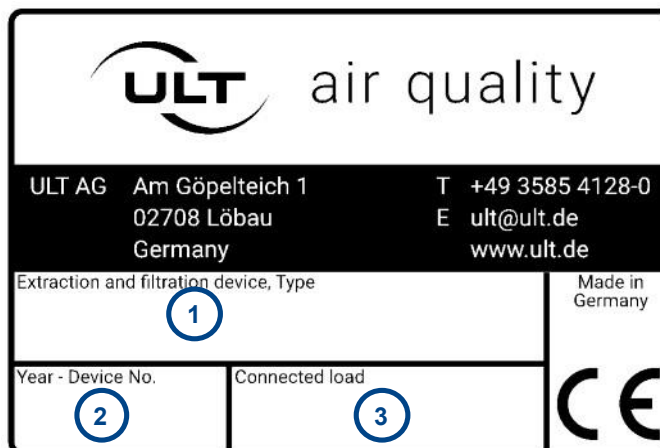 ULT air quality
ULT AG Am Göpelteich 1 T +49 3585 4128-0
02708 Löbau E ult@ult.de
Germany www.ult.de
Extraction and filtration device, Type
1
Made in
Germany
Year - Device No.
2
Connected load
3
CE